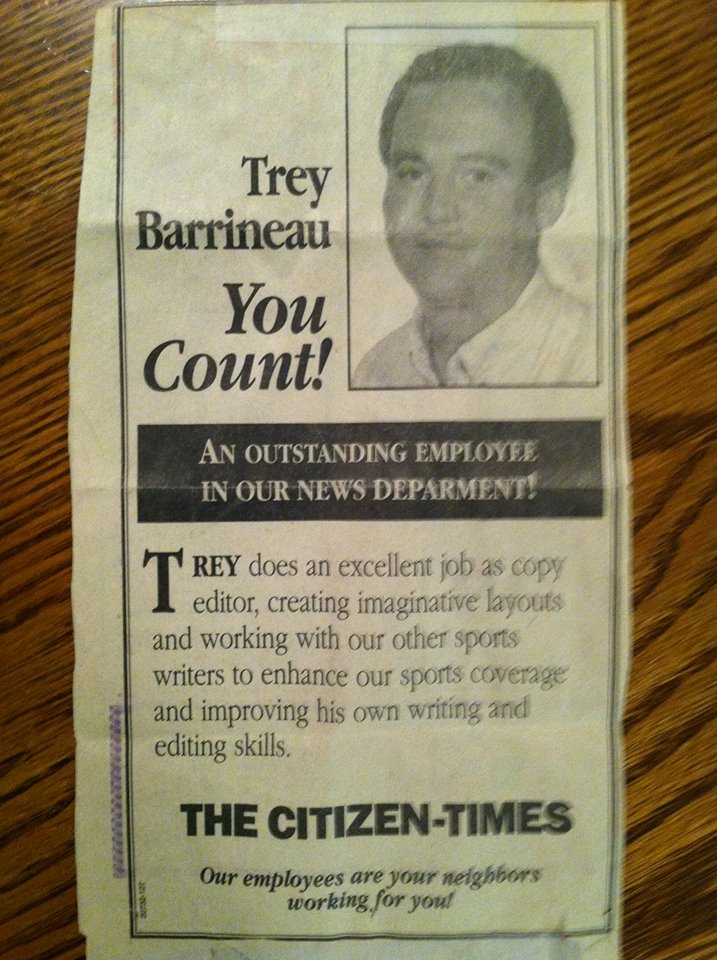 Trey
Barrineau
You
Count!
AN OUTSTANDING EMPLOYEE
IN OUR NEWS DEPARMENT!
TREY does an excellent job as copy
editor, creating imaginative layouts
and working with our other sports
writers to enhance our sports coverage
and improving his own writing and
editing skills.
THE CITIZEN-TIMES
Our employees are your neighbors
working for you!